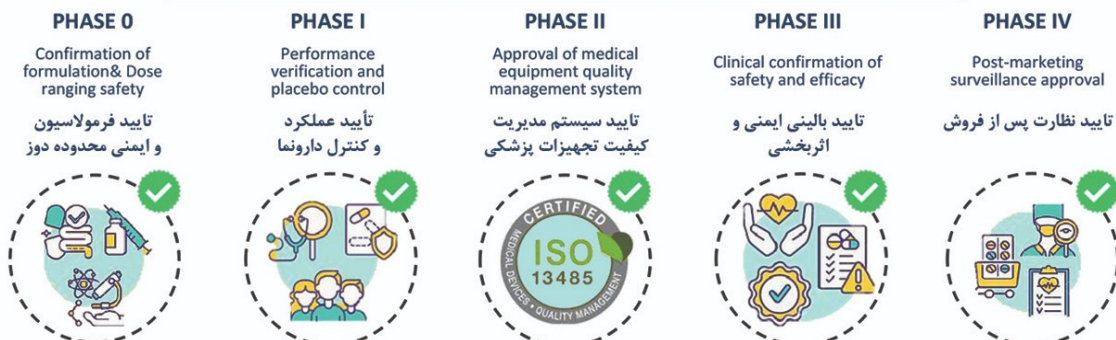 PHASE 0
Confirmation of
formulation& Dose
ranging safety
تایید فرمولاسیون
و ایمنی محدوده دوز
PHASE I
Performance
verification and
placebo control
تأیید عملکرد
و کنترل دارونما
PHASE II
Approval of medical
equipment quality
management system
تایید سیستم مدیریت
کیفیت تجهیزات پزشکی
CERTIFIED
ISO
13485
MEDICAL DEVICES • QUALITY MANAGEMENT
PHASE III
Clinical confirmation of
safety and efficacy
تایید بالینی ایمنی و
اثربخشی
PHASE IV
Post-marketing
surveillance approval
تایید نظارت پس از فروش